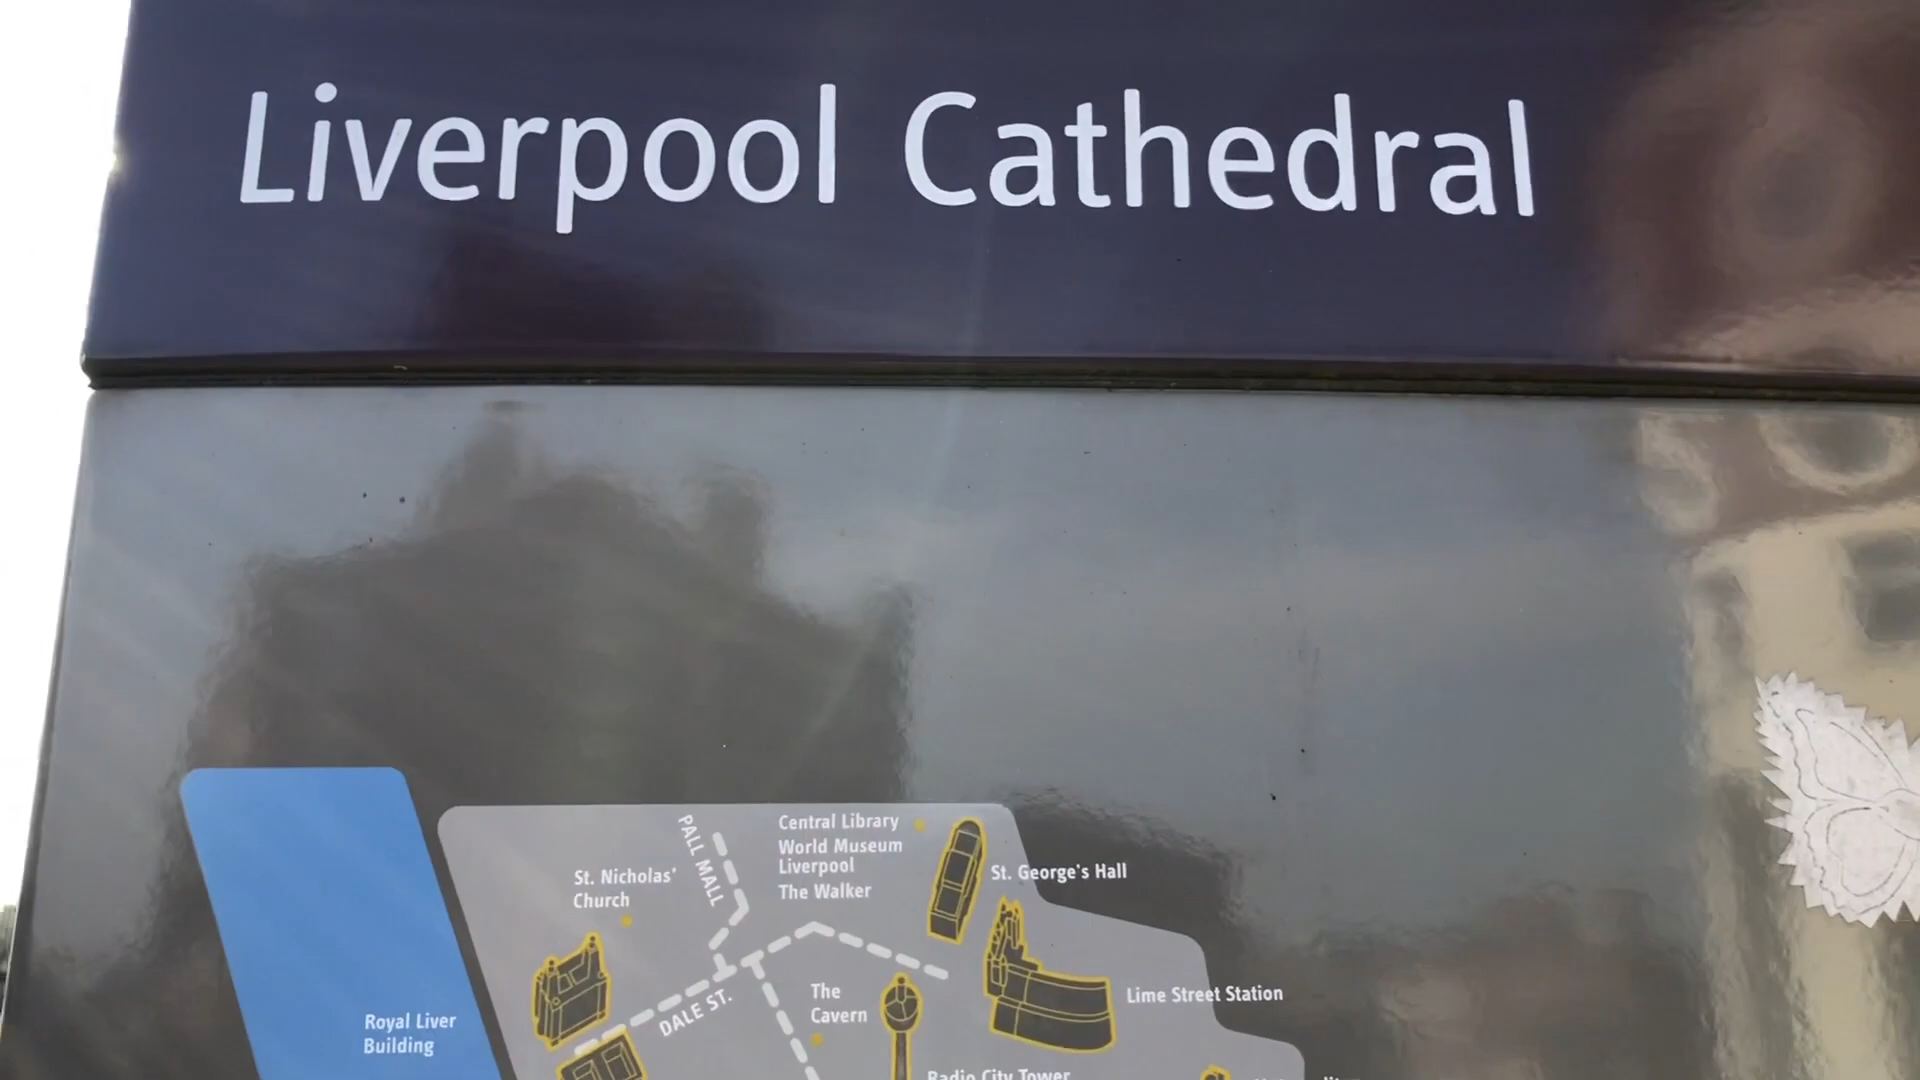 Liverpool Cathedral
PALL MALL
Central Library
World Museum
Liverpool
The Walker
St. George's Hall
St. Nicholas'
Church
The
Cavern
DALE ST.
Lime Street Station
Royal Liver
Building
Radio City Tower